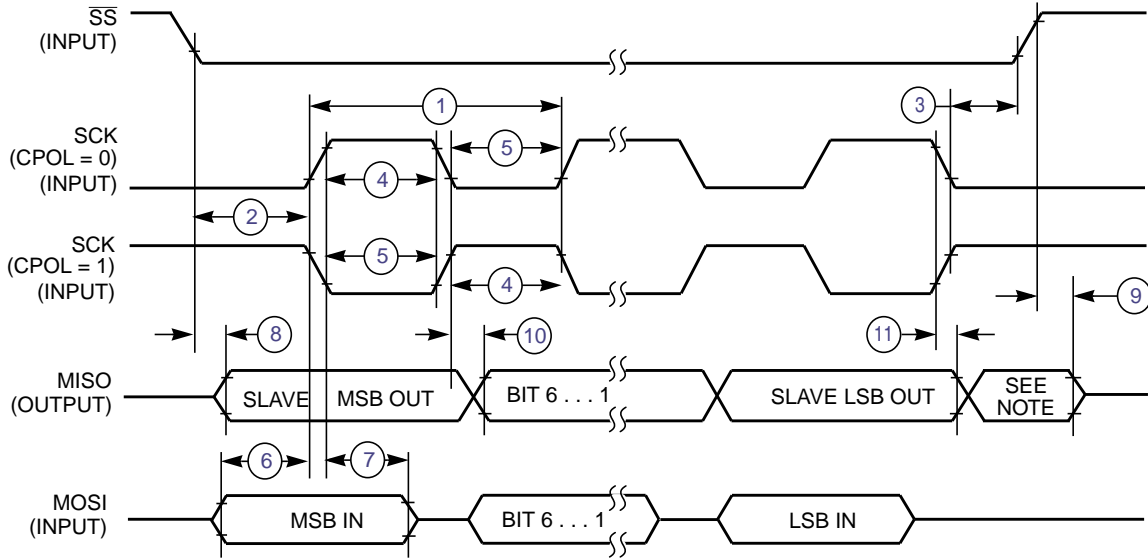 SS
(INPUT)
1
3
SCK
(CPOL = 0)
(INPUT)
5
4
2
SCK
(CPOL = 1)
(INPUT)
5
4
9
8
10
11
MISO
(OUTPUT)
SLAVE MSB OUT
BIT 6 . . . 1
SLAVE LSB OUT
SEE
NOTE
6
7
MOSI
(INPUT)
MSB IN
BIT 6 . . . 1
LSB IN